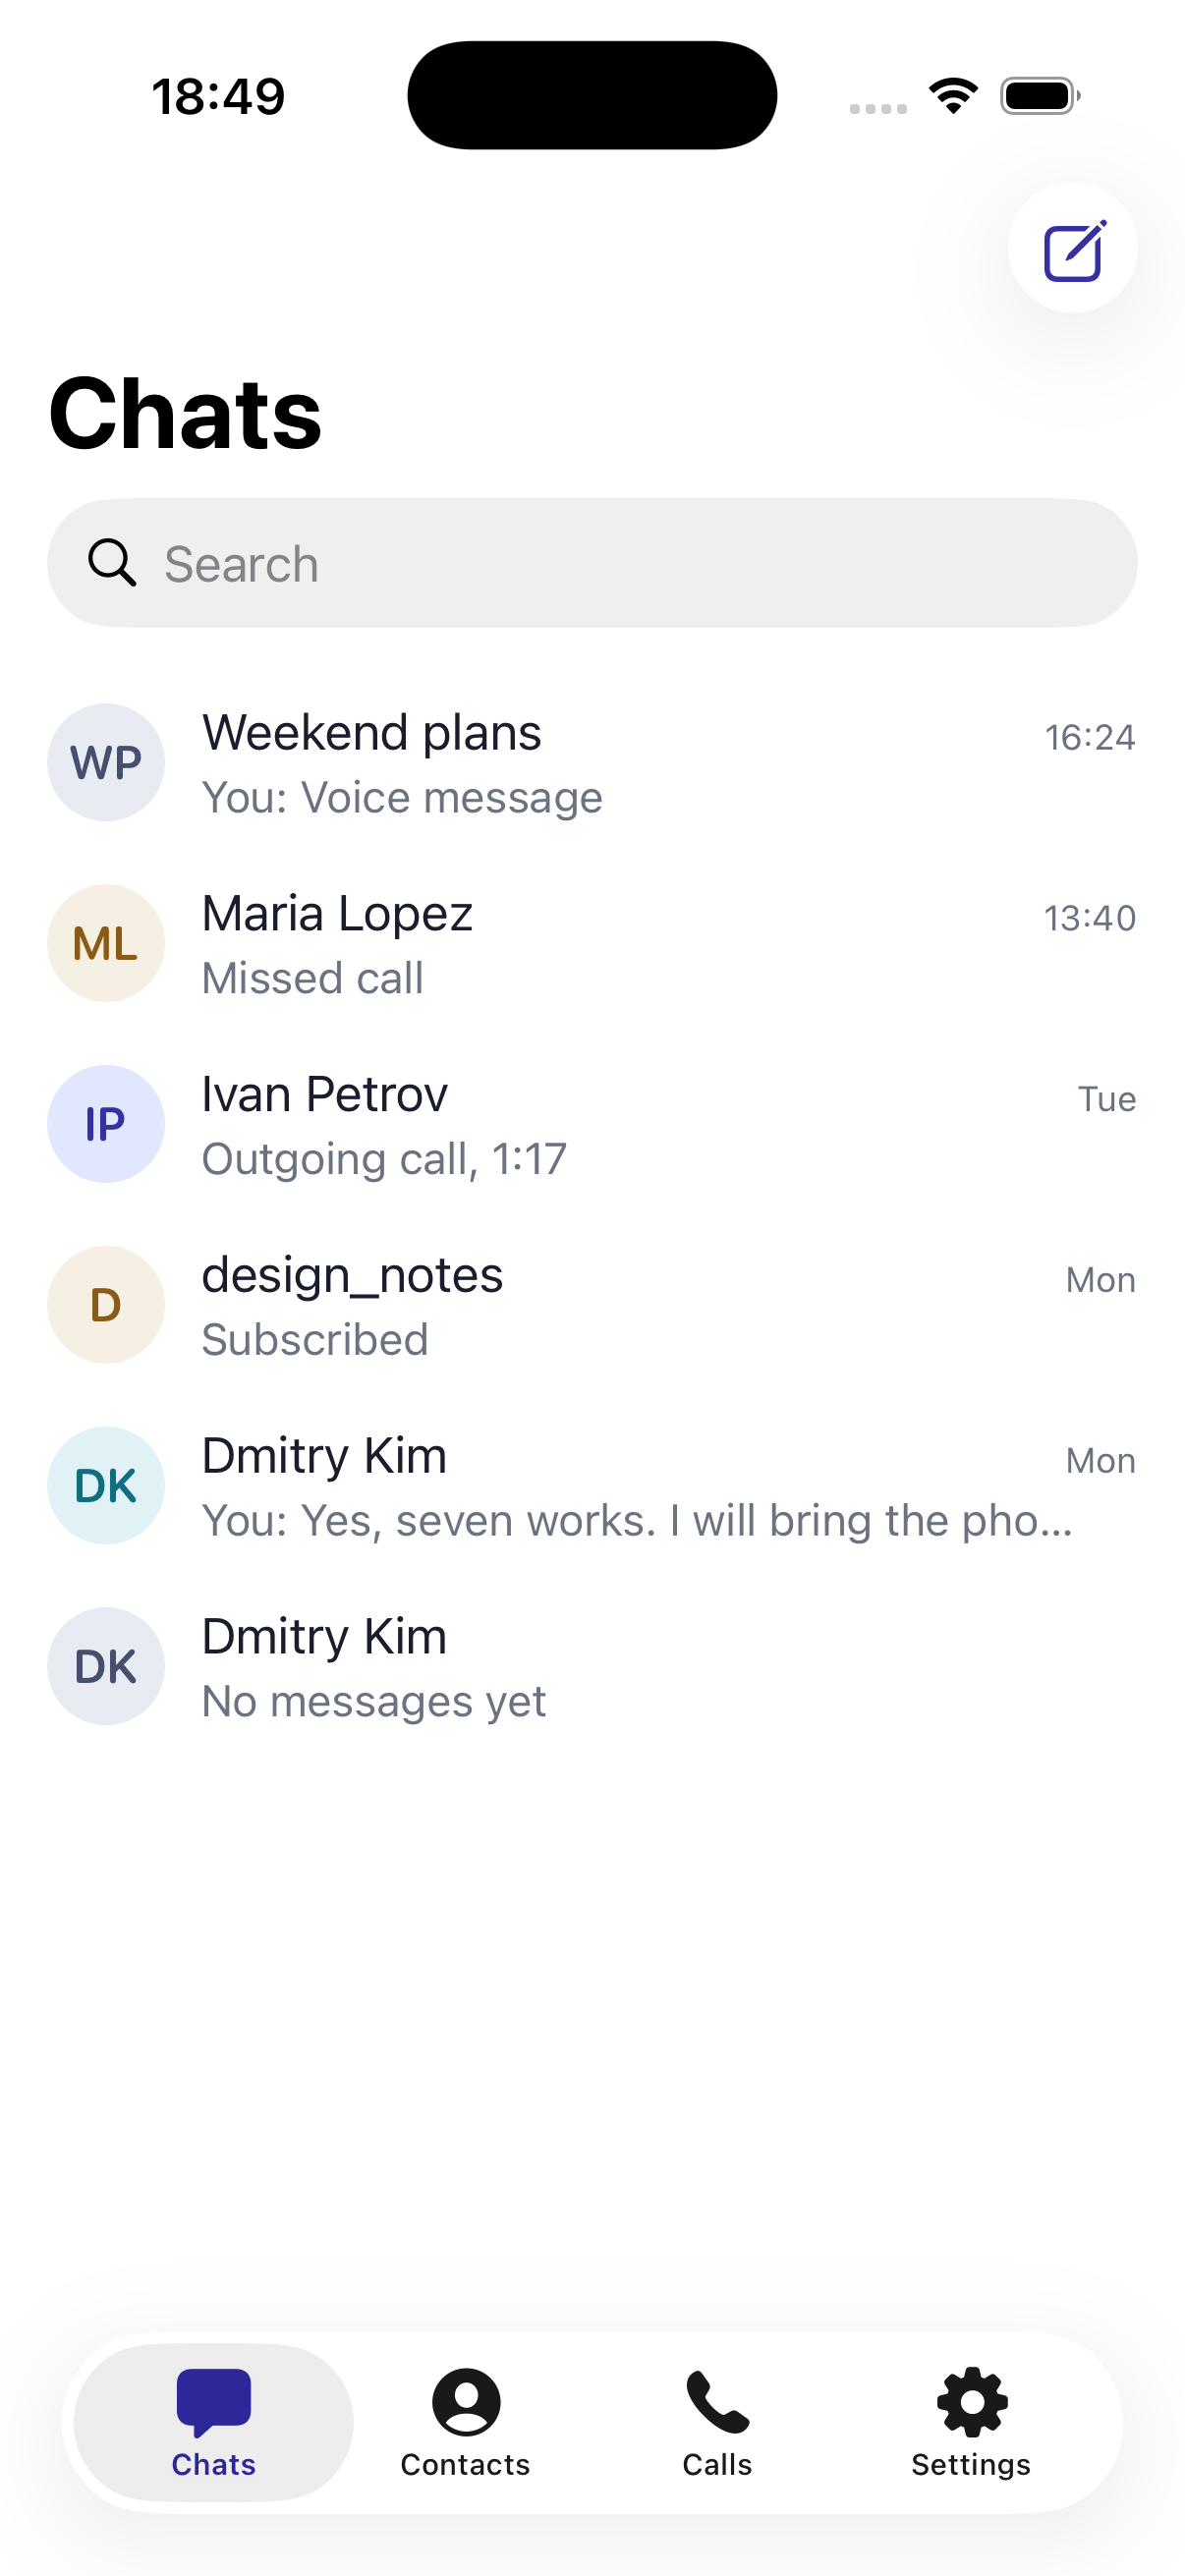 18:49
Chats
Search
WP
Weekend plans
16:24
You: Voice message
ML
Maria Lopez
13:40
Missed call
IP
Ivan Petrov
Tue
Outgoing call, 1:17
D
design_notes
Mon
Subscribed
DK
Dmitry Kim
Mon
You: Yes, seven works. I will bring the pho...
DK
Dmitry Kim
No messages yet
Chats
Contacts
Calls
Settings